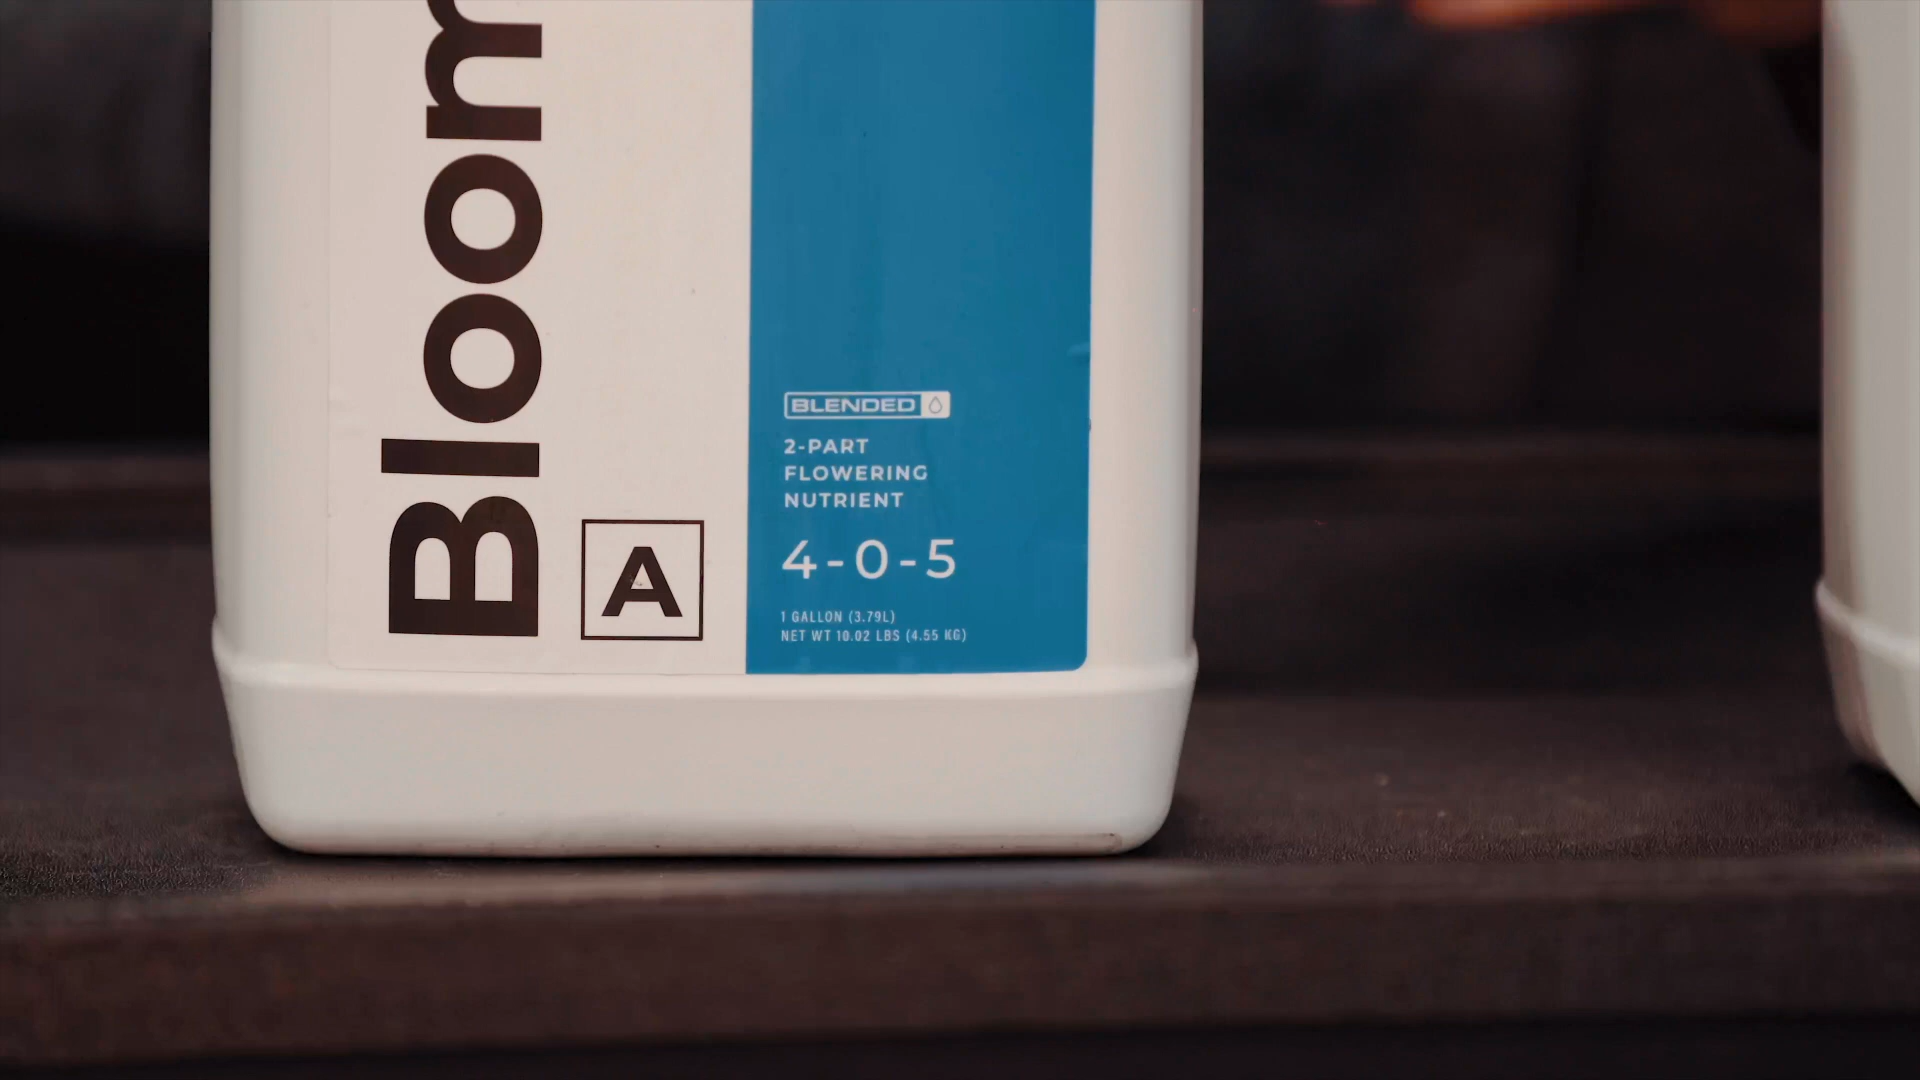 Bloom
A
BLENDED
2-PART
FLOWERING
NUTRIENT
4-0-5
1 GALLON (3.79L)
NET WT 10.02 LBS (4.55 KG)